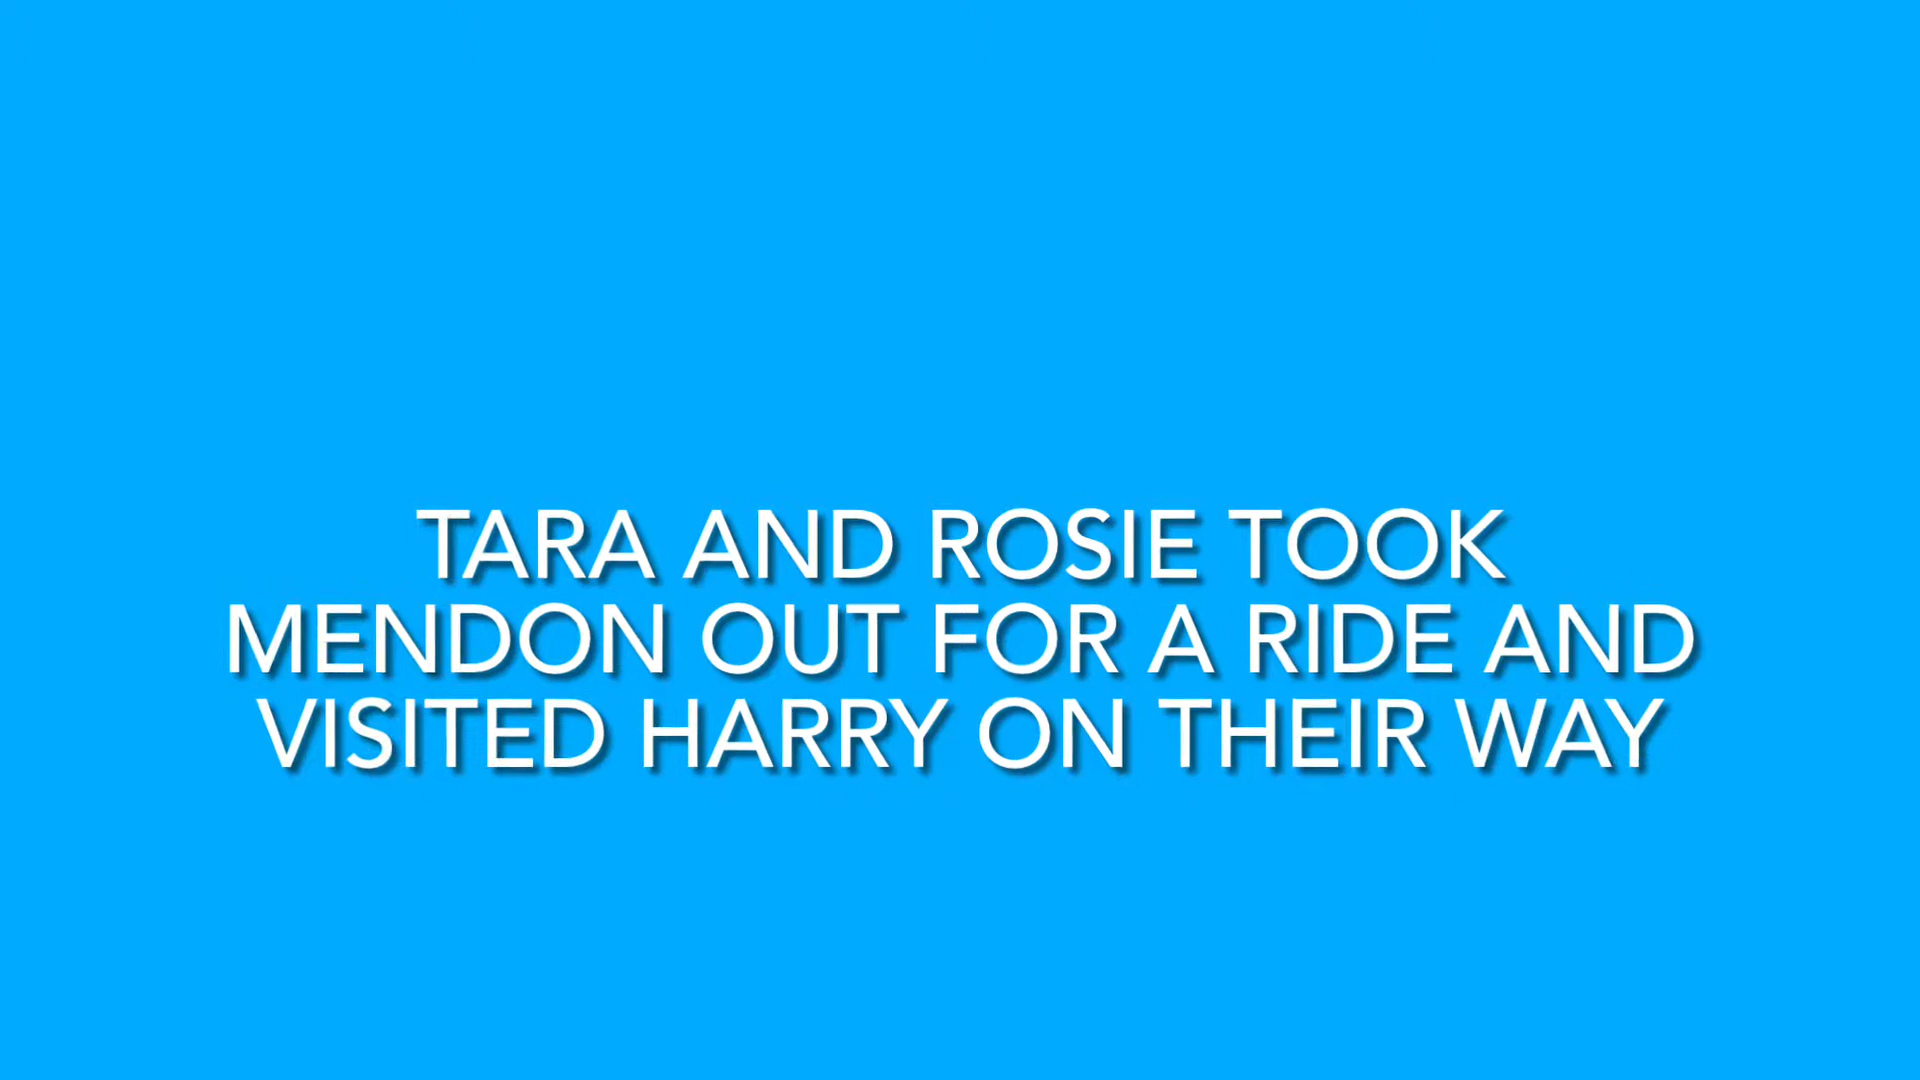 TARA AND ROSIE TOOK
MENDON OUT FOR A RIDE AND
VISITED HARRY ON THEIR WAY